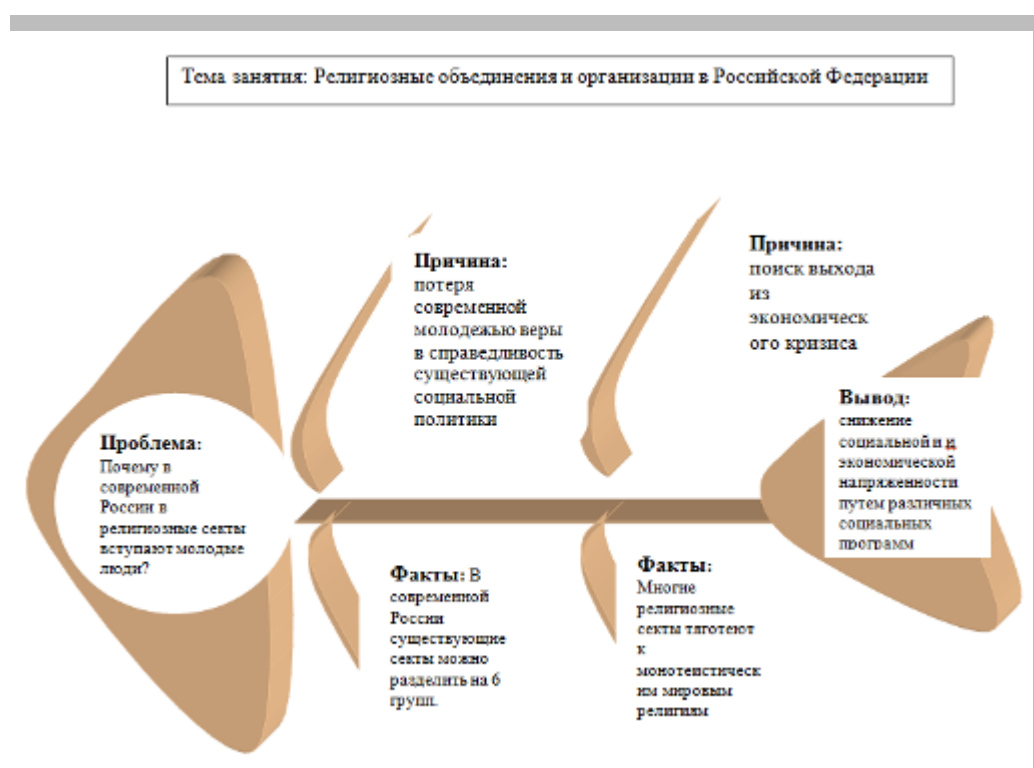 Тема занятия: Религиозные объединения и организации в Российской Федерации
Проблема:
Почему в
современной
России в
религиозные секты
вступают молодые
люди?
Причина:
потеря
современной
молодежью веры
в справедливость
существующей
социальной
политики
Причина:
поиск выхода
из
экономическ
ого кризиса
Факты: В
современной
России
существующие
секты можно
разделить на 6
групп.
Факты:
Многие
религиозные
секты тяготеют
к
монотеистическ
им мировым
религиям
Вывод:
снижение
социальной и и
экономической
напряженности
путем различных
социальных
программ